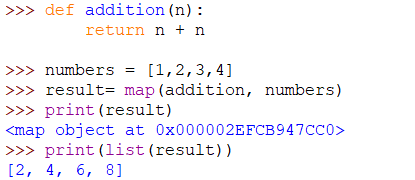 >>> def addition(n):
        return n + n

>>> numbers = [1,2,3,4]
>>> result= map(addition, numbers)
>>> print(result)
<map object at 0x000002EFCB947CC0>
>>> print(list(result))
[2, 4, 6, 8]